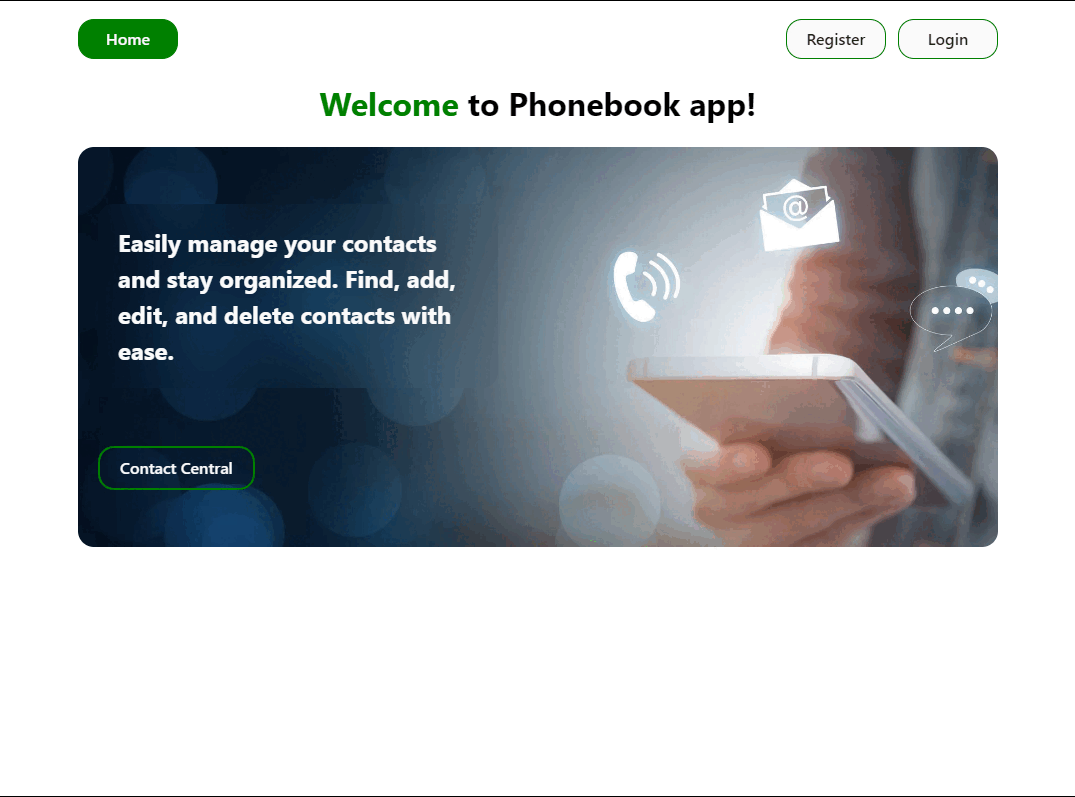 Home
Register
Login
Welcome to Phonebook app!
@
Easily manage your contacts
and stay organized. Find, add,
edit, and delete contacts with
ease.
Contact Central